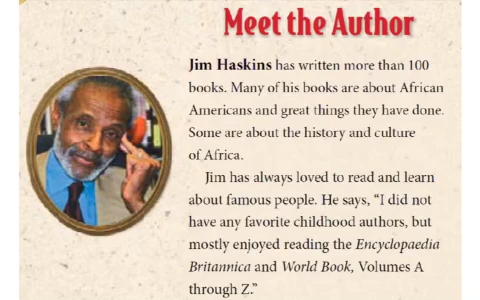 Meet the Author
Jim Haskins has written more than 100
books. Many of his books are about African
Americans and great things they have done.
Some are about the history and culture
of Africa.
Jim has always loved to read and learn
about famous people. He says, “I did not
have any favorite childhood authors, but
mostly enjoyed reading the Encyclopaedia
Britannica and World Book, Volumes A
through Z.”